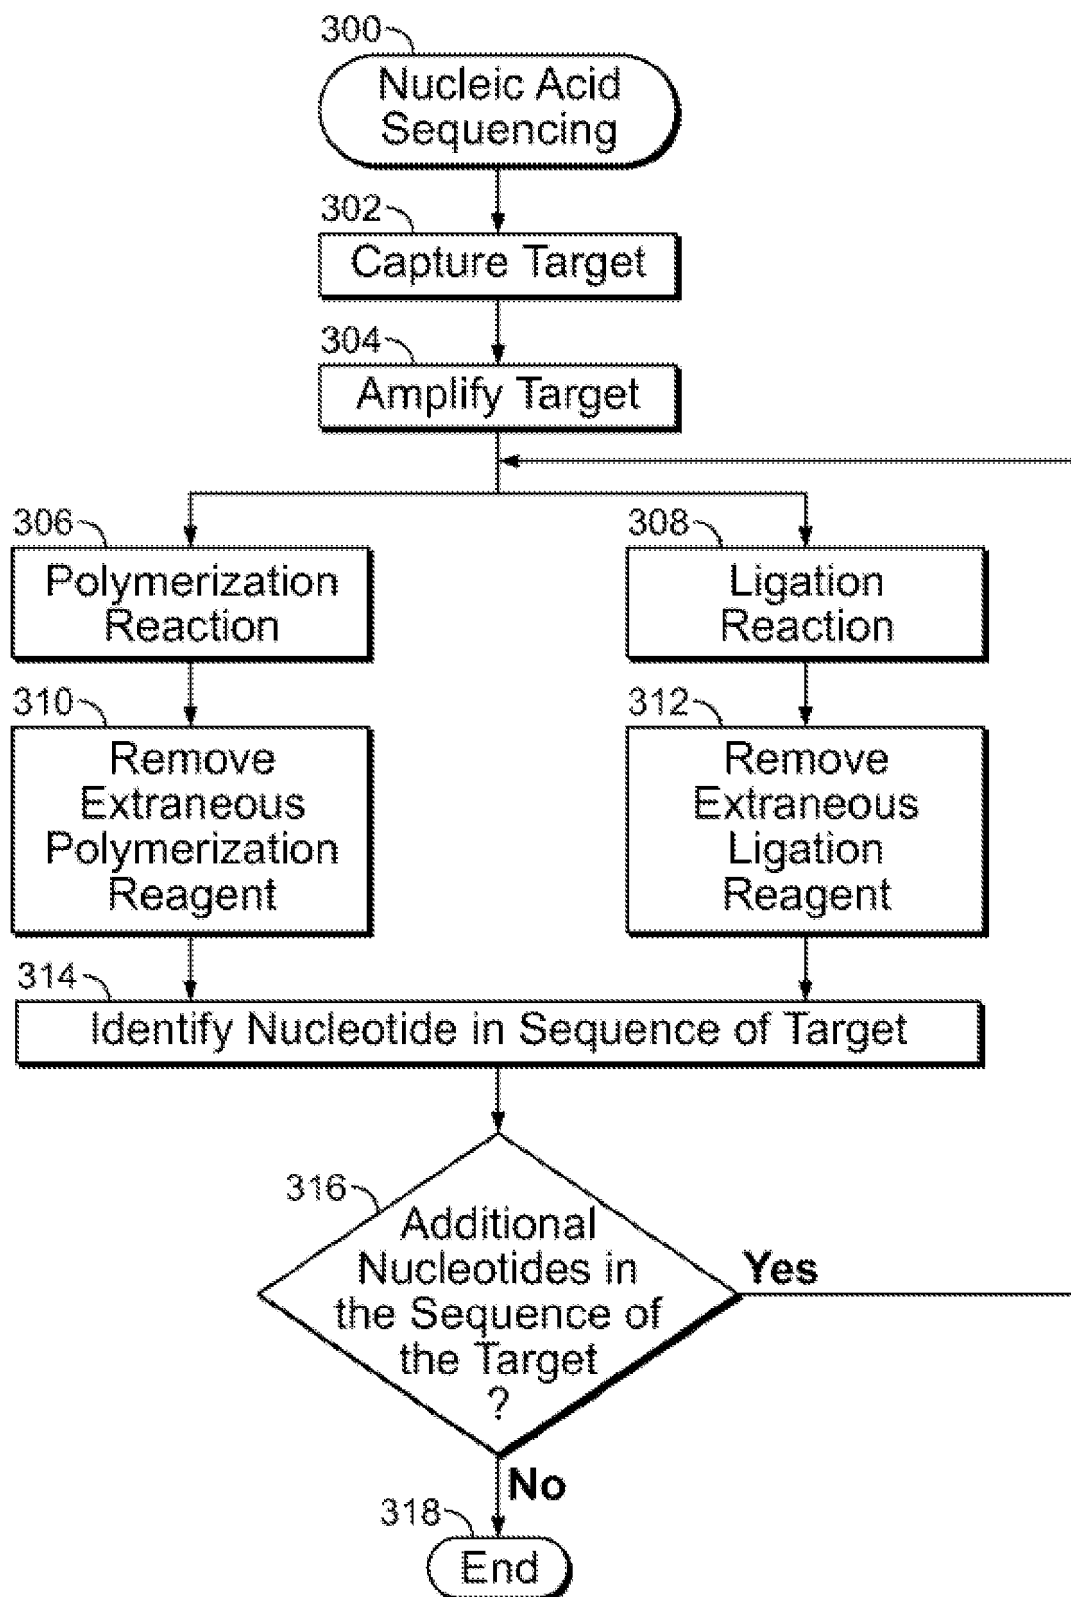 300
Nucleic Acid
Sequencing
302
Capture Target
304
Amplify Target
306
Polymerization
Reaction
308
Ligation
Reaction
310
Remove
Extraneous
Polymerization
Reagent
312
Remove
Extraneous
Ligation
Reagent
314
Identify Nucleotide in Sequence of Target
316
Additional
Nucleotides in
the Sequence of
the Target
?
Yes
No
318
End